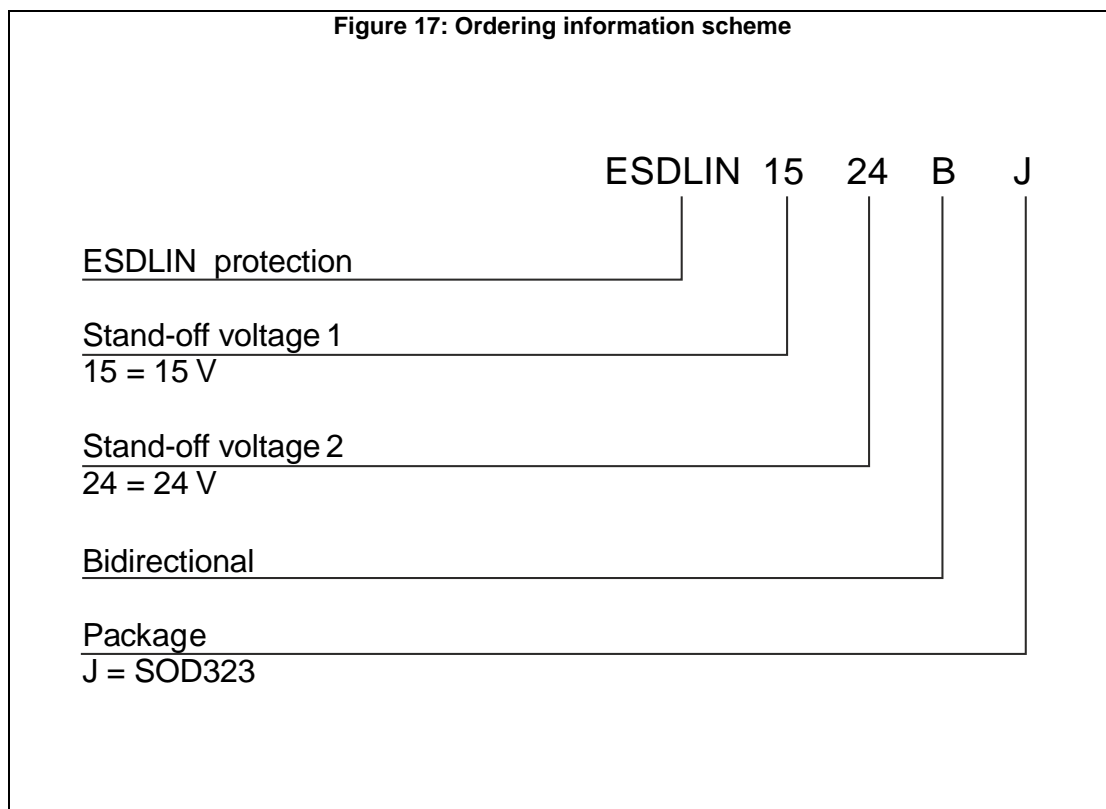 Figure 17: Ordering information scheme
ESDLIN 15 24 B J
ESDLIN protection
Stand-off voltage 1
15 = 15 V
Stand-off voltage 2
24 = 24 V
Bidirectional
Package
J = SOD323